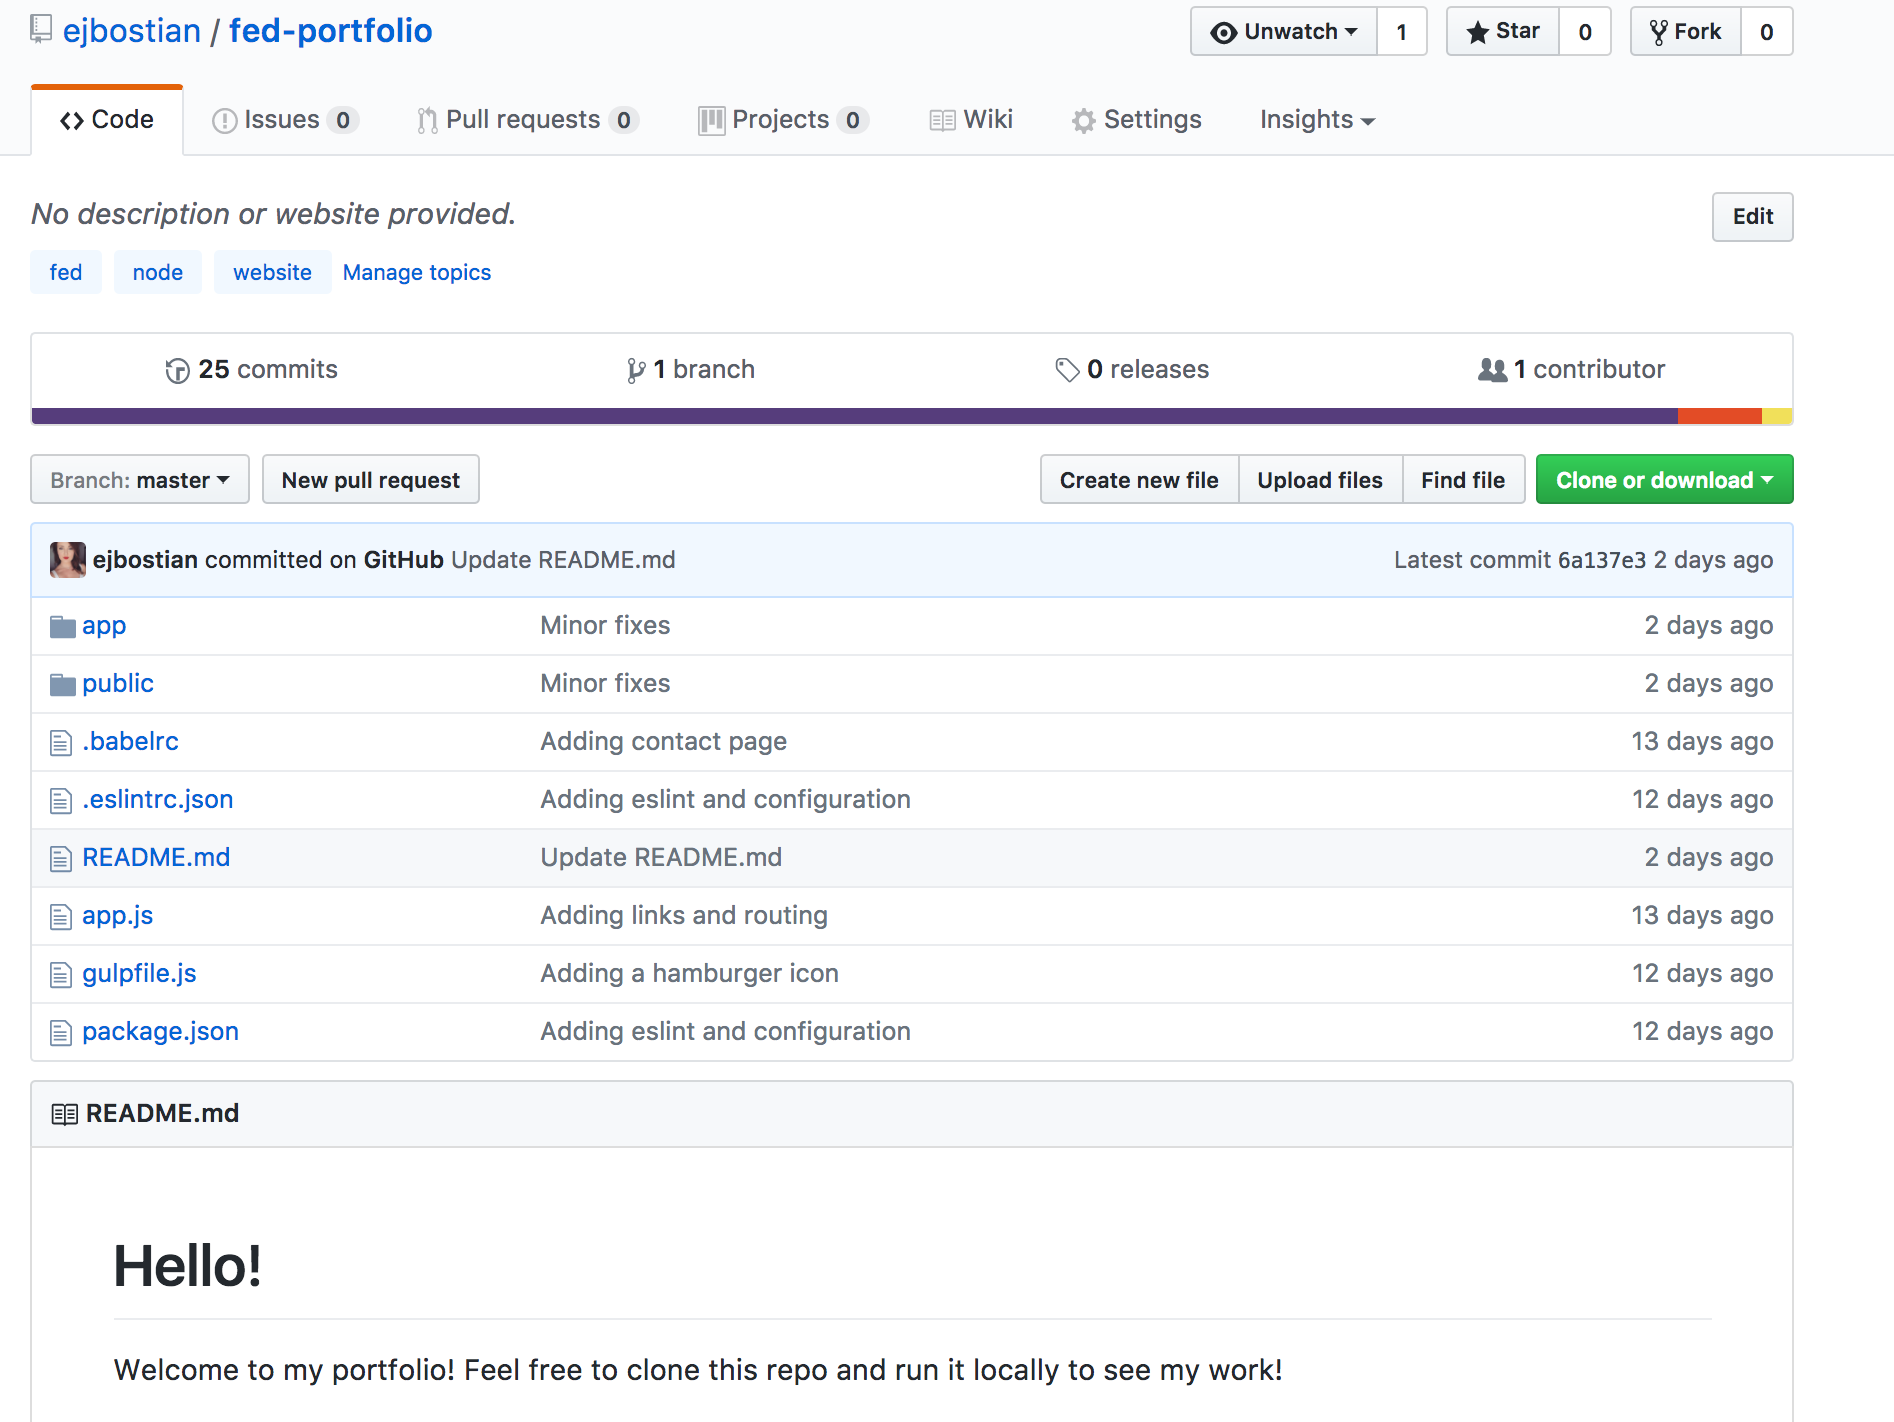 ejbostian / fed-portfolio Unwatch 1 Star 0 Fork 0
Code Issues 0 Pull requests 0 Projects 0 Wiki Settings Insights
No description or website provided. Edit
fed node website Manage topics
25 commits 1 branch 0 releases 1 contributor
Branch: master New pull request Create new file Upload files Find file Clone or download
ejbostian committed on GitHub Update README.md Latest commit 6a137e3 2 days ago
app Minor fixes 2 days ago
public Minor fixes 2 days ago
.babelrc Adding contact page 13 days ago
.eslintrc.json Adding eslint and configuration 12 days ago
README.md Update README.md 2 days ago
app.js Adding links and routing 13 days ago
gulpfile.js Adding a hamburger icon 12 days ago
package.json Adding eslint and configuration 12 days ago
README.md
Hello!
Welcome to my portfolio! Feel free to clone this repo and run it locally to see my work!